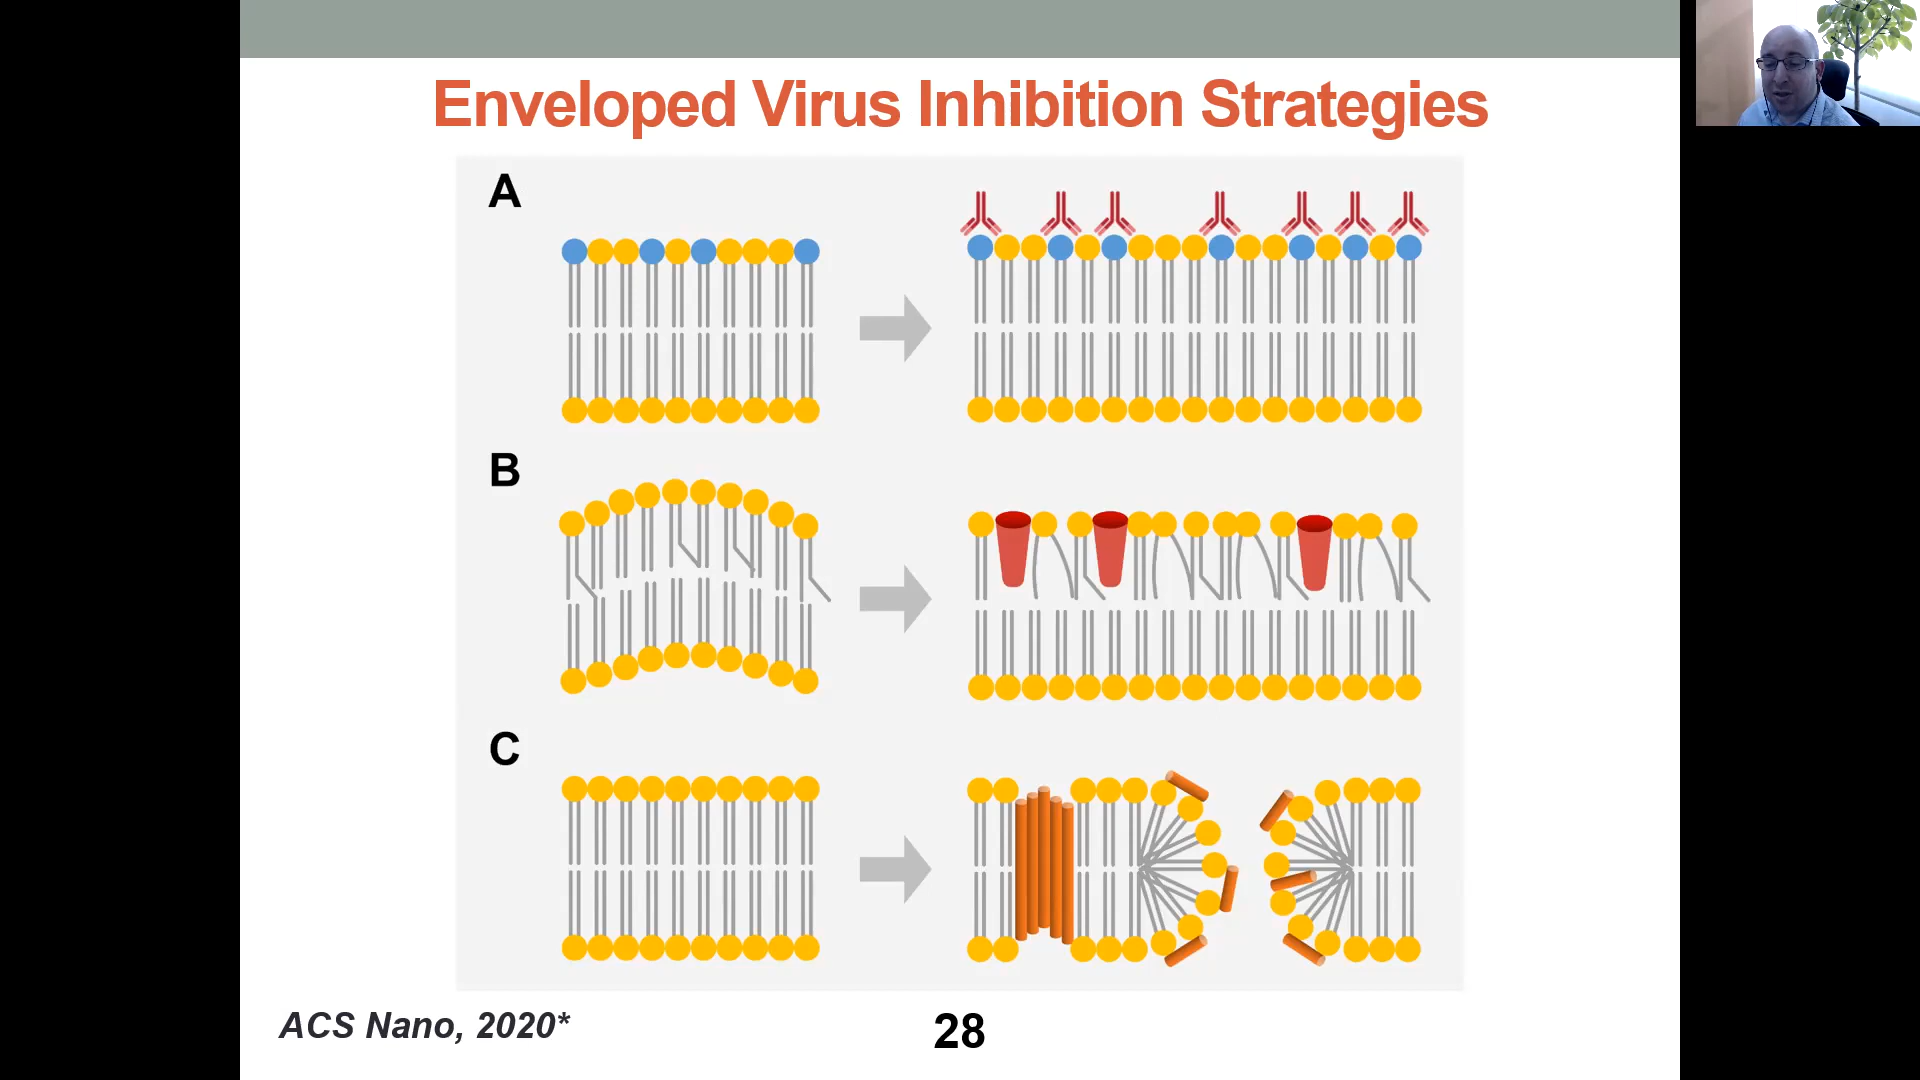 Enveloped Virus Inhibition Strategies
A
B
C
ACS Nano, 2020*
28